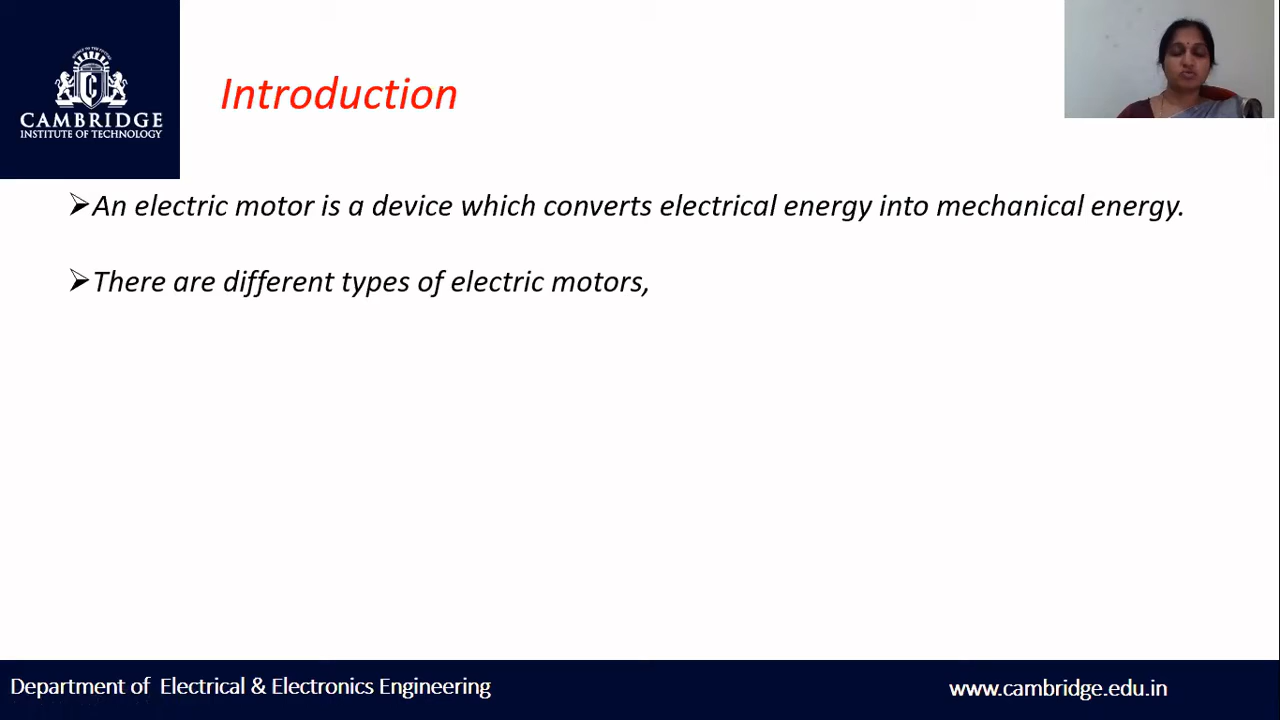 CAMBRIDGE
INSTITUTE OF TECHNOLOGY
Introduction
An electric motor is a device which converts electrical energy into mechanical energy.
There are different types of electric motors,
Department of Electrical & Electronics Engineering
www.cambridge.edu.in